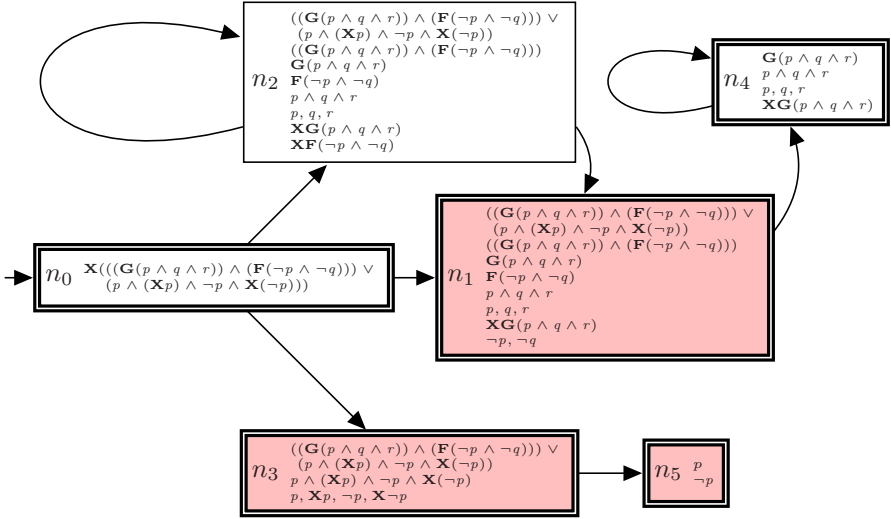 n₂
((G(p ∧ q ∧ r)) ∧ (F(¬p ∧ ¬q))) ∨
(p ∧ (Xp) ∧ ¬p ∧ X(¬p))
((G(p ∧ q ∧ r)) ∧ (F(¬p ∧ ¬q)))
G(p ∧ q ∧ r)
F(¬p ∧ ¬q)
p ∧ q ∧ r
p, q, r
XG(p ∧ q ∧ r)
XF(¬p ∧ ¬q)
n₄
G(p ∧ q ∧ r)
p ∧ q ∧ r
p, q, r
XG(p ∧ q ∧ r)
n₀
X(((G(p ∧ q ∧ r)) ∧ (F(¬p ∧ ¬q))) ∨
(p ∧ (Xp) ∧ ¬p ∧ X(¬p)))
n₁
((G(p ∧ q ∧ r)) ∧ (F(¬p ∧ ¬q))) ∨
(p ∧ (Xp) ∧ ¬p ∧ X(¬p))
((G(p ∧ q ∧ r)) ∧ (F(¬p ∧ ¬q)))
G(p ∧ q ∧ r)
F(¬p ∧ ¬q)
p ∧ q ∧ r
p, q, r
XG(p ∧ q ∧ r)
¬p, ¬q
n₃
((G(p ∧ q ∧ r)) ∧ (F(¬p ∧ ¬q))) ∨
(p ∧ (Xp) ∧ ¬p ∧ X(¬p))
p ∧ (Xp) ∧ ¬p ∧ X(¬p)
p, Xp, ¬p, X¬p
n₅
p
¬p